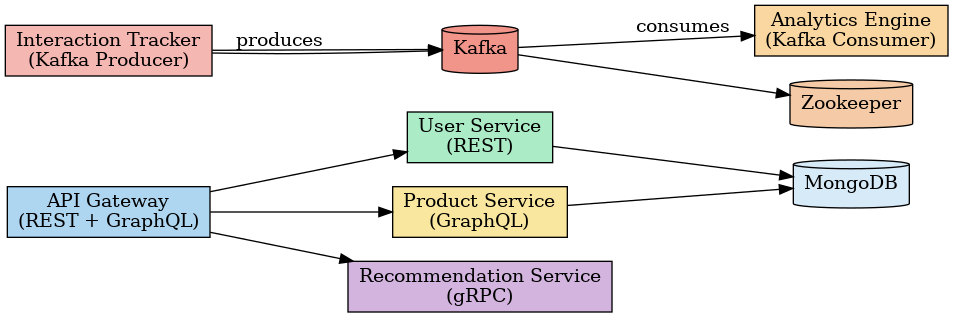 Interaction Tracker
(Kafka Producer)
produces
Kafka
consumes
Analytics Engine
(Kafka Consumer)
Zookeeper
User Service
(REST)
MongoDB
API Gateway
(REST + GraphQL)
Product Service
(GraphQL)
Recommendation Service
(gRPC)